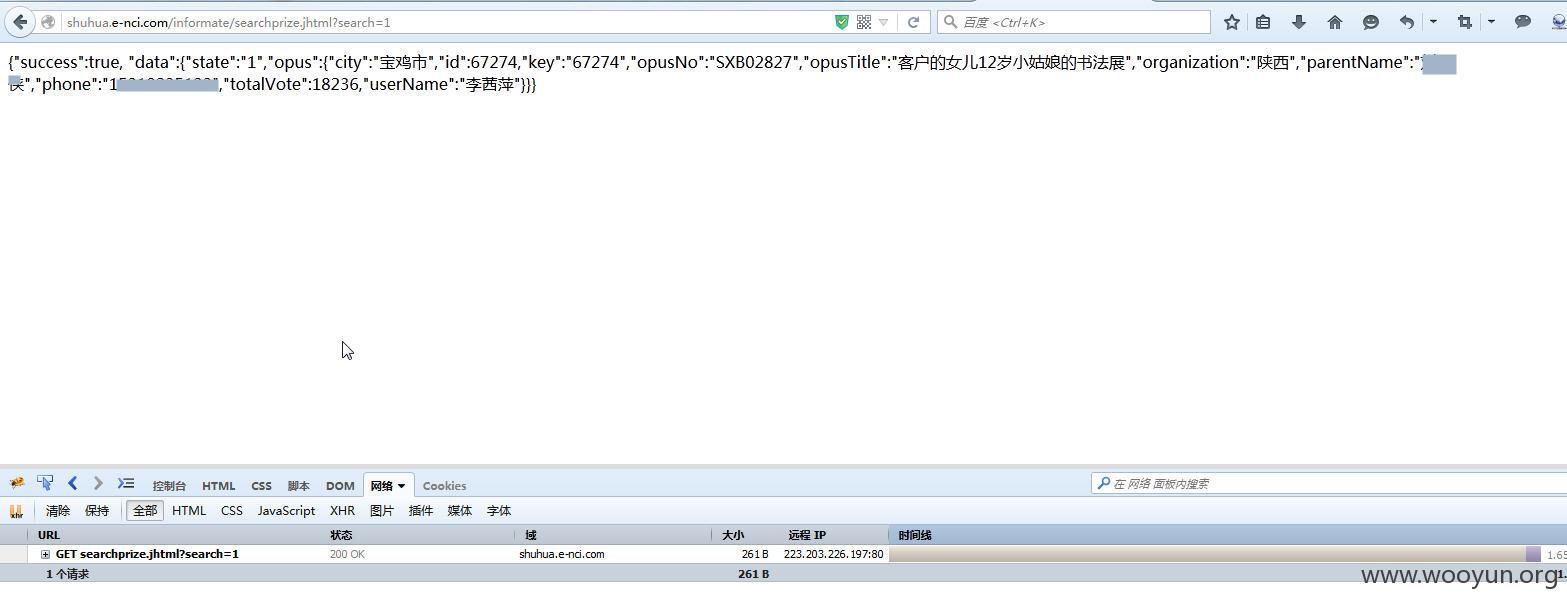 shuhua.e-nci.com/informate/searchprize.jhtml?search=1
百度 <Ctrl+K>
{"success":true, "data":{"state":"1","opus":{"city":"宝鸡市","id":67274,"key":"67274","opusNo":"SXB02827","opusTitle":"客户的女儿12岁小姑娘的书法展","organization":"陕西","parentName":"
","phone":"1 ,"totalVote":18236,"userName":"李茜萍"}}}
控制台 HTML CSS 脚本 DOM 网络 Cookies
在 网络 面板内搜索
xhr 清除 保持 全部 HTML CSS JavaScript XHR 图片 插件 媒体 字体
URL 状态 域 大小 远程 IP 时间线
GET searchprize.jhtml?search=1 200 OK shuhua.e-nci.com 261 B 223.203.226.197:80 1.65
1 个请求 261 B 1.
www.wooyun.org